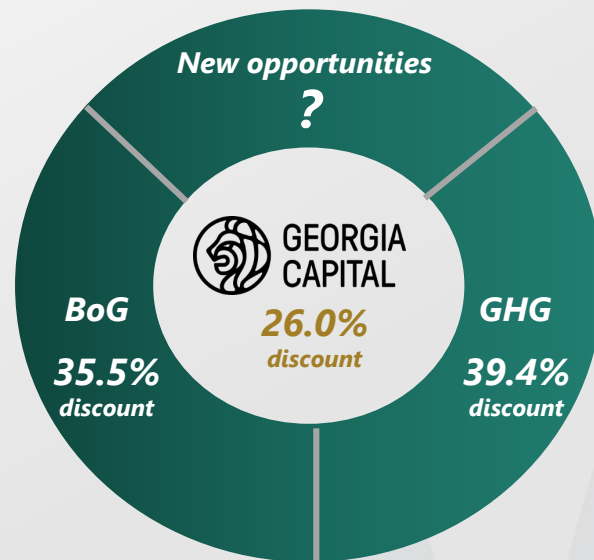 New opportunities
?
GEORGIA
CAPITAL
26.0%
discount
BoG
35.5%
discount
GHG
39.4%
discount